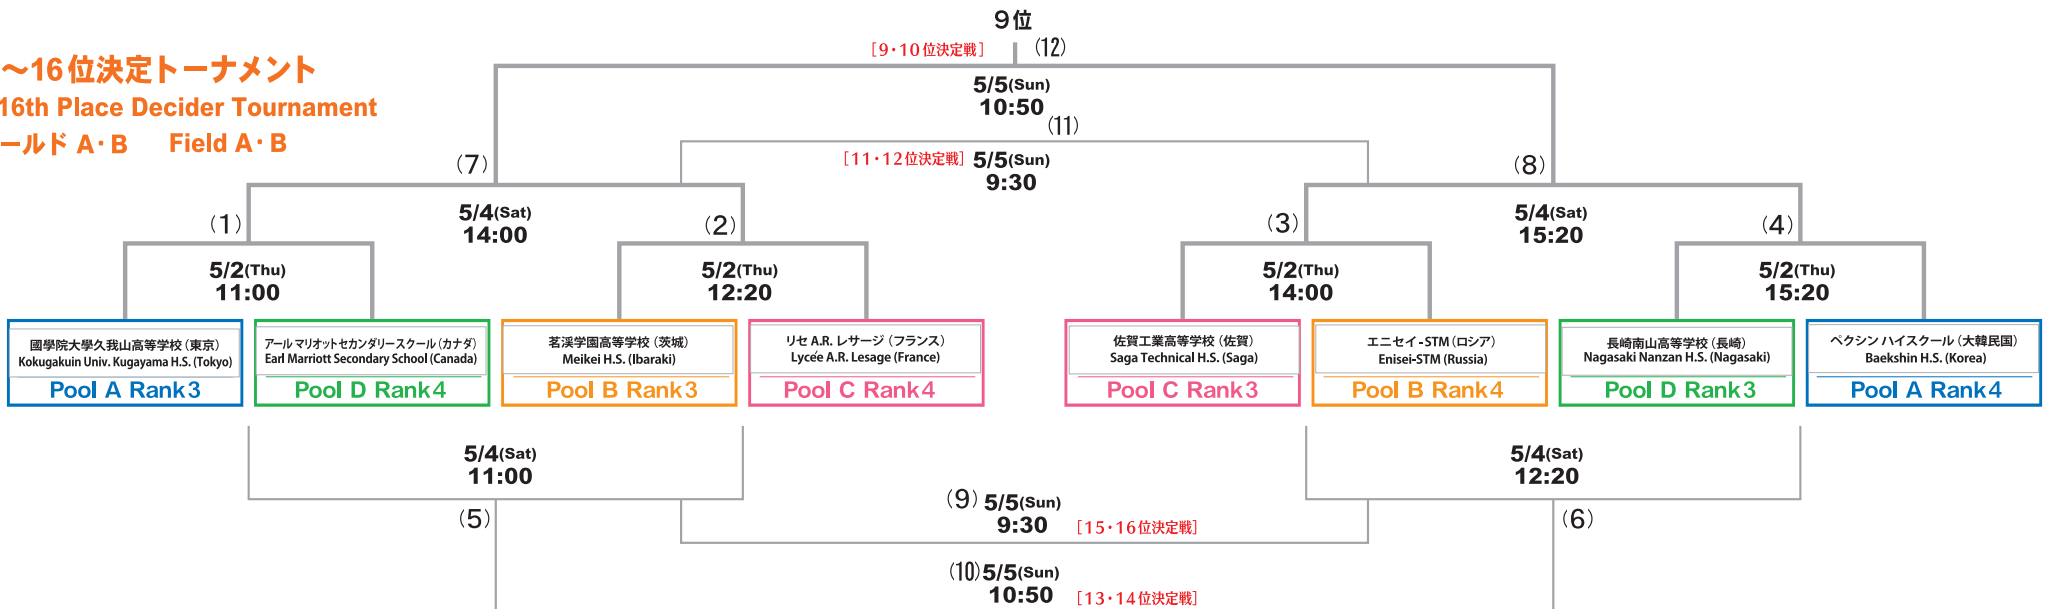 9位
[9・10位決定戦] (12)
～16位決定トーナメント
16th Place Decider Tournament
ールド A・B Field A・B
5/5(Sun)
10:50
(11)
[11・12位決定戦] 5/5(Sun)
9:30
(7)
(8)
5/4(Sat)
14:00
5/4(Sat)
15:20
(1)
(2)
(3)
(4)
5/2(Thu)
11:00
5/2(Thu)
12:20
5/2(Thu)
14:00
5/2(Thu)
15:20
國學院大學久我山高等学校（東京）
Kokugakuin Univ. Kugayama H.S. (Tokyo)
Pool A Rank3
アール マリオットセカンダリースクール（カナダ）
Earl Marriott Secondary School (Canada)
Pool D Rank4
茗渓学園高等学校（茨城）
Meikei H.S. (Ibaraki)
Pool B Rank3
リセ A.R. レサージ（フランス）
Lycée A.R. Lesage (France)
Pool C Rank4
佐賀工業高等学校（佐賀）
Saga Technical H.S. (Saga)
Pool C Rank3
エニセイ-STM（ロシア）
Enisei-STM (Russia)
Pool B Rank4
長崎南山高等学校（長崎）
Nagasaki Nanzan H.S. (Nagasaki)
Pool D Rank3
ペクシン ハイスクール（大韓民国）
Baekshin H.S. (Korea)
Pool A Rank4
5/4(Sat)
11:00
5/4(Sat)
12:20
(5)
(6)
(9) 5/5(Sun)
9:30 [15・16位決定戦]
(10) 5/5(Sun)
10:50 [13・14位決定戦]